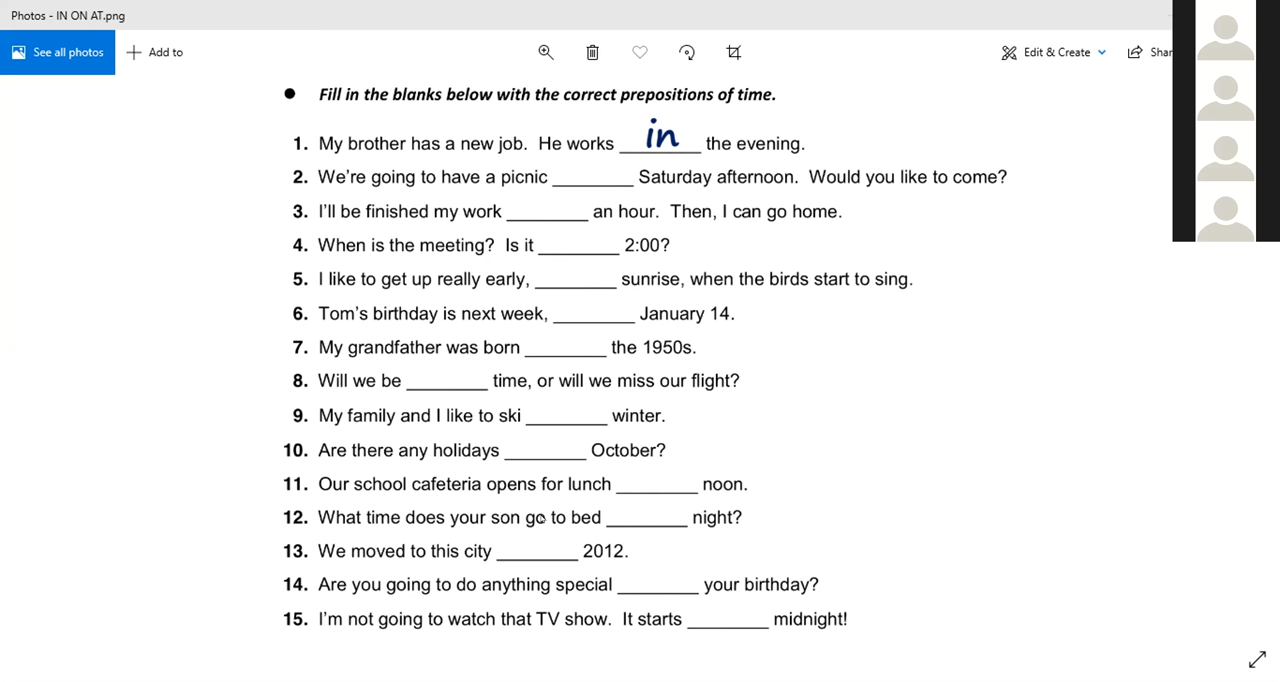 Photos - IN ON AT.png
See all photos Add to Edit & Create Shar
● Fill in the blanks below with the correct prepositions of time.
1. My brother has a new job. He works ___in___ the evening.
2. We're going to have a picnic ________ Saturday afternoon. Would you like to come?
3. I'll be finished my work ________ an hour. Then, I can go home.
4. When is the meeting? Is it ________ 2:00?
5. I like to get up really early, ________ sunrise, when the birds start to sing.
6. Tom's birthday is next week, ________ January 14.
7. My grandfather was born ________ the 1950s.
8. Will we be ________ time, or will we miss our flight?
9. My family and I like to ski ________ winter.
10. Are there any holidays ________ October?
11. Our school cafeteria opens for lunch ________ noon.
12. What time does your son go to bed ________ night?
13. We moved to this city ________ 2012.
14. Are you going to do anything special ________ your birthday?
15. I'm not going to watch that TV show. It starts ________ midnight!